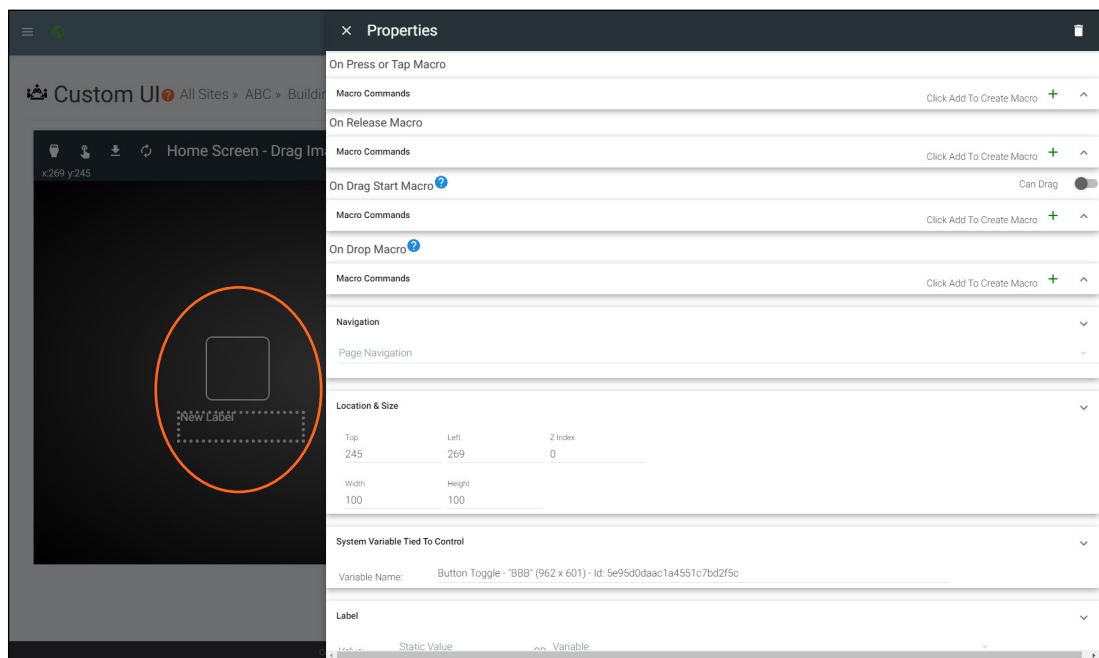 Properties
On Press or Tap Macro
Macro Commands Click Add To Create Macro
On Release Macro
Macro Commands Click Add To Create Macro
On Drag Start Macro Can Drag
Macro Commands Click Add To Create Macro
On Drop Macro
Macro Commands Click Add To Create Macro
Navigation
Page Navigation
Location & Size
Top Left Z Index
245 269 0
Width Height
100 100
System Variable Tied To Control
Variable Name: Button Toggle - "BBB" (962 x 601) - Id: 5e95d0daac1a4551c7bd2f5c
Label
Static Value OR Variable
Custom UI All Sites » ABC »
Home Screen - Drag
x:269 y:245
New Label